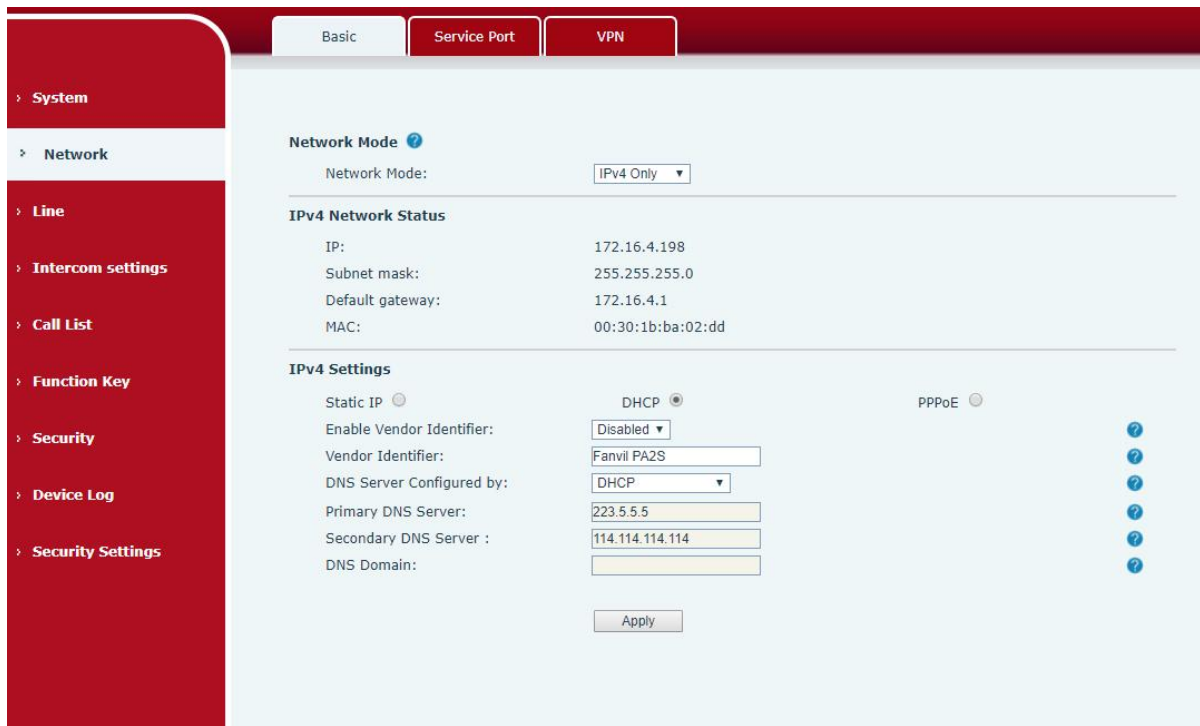 Basic Service Port VPN
System
Network
Line
Intercom settings
Call List
Function Key
Security
Device Log
Security Settings
Network Mode ?
Network Mode: IPv4 Only
IPv4 Network Status
IP: 172.16.4.198
Subnet mask: 255.255.255.0
Default gateway: 172.16.4.1
MAC: 00:30:1b:ba:02:dd
IPv4 Settings
Static IP DHCP PPPoE
Enable Vendor Identifier: Disabled ?
Vendor Identifier: Fanvil PA2S ?
DNS Server Configured by: DHCP ?
Primary DNS Server: 223.5.5.5 ?
Secondary DNS Server : 114.114.114.114 ?
DNS Domain: ?
Apply